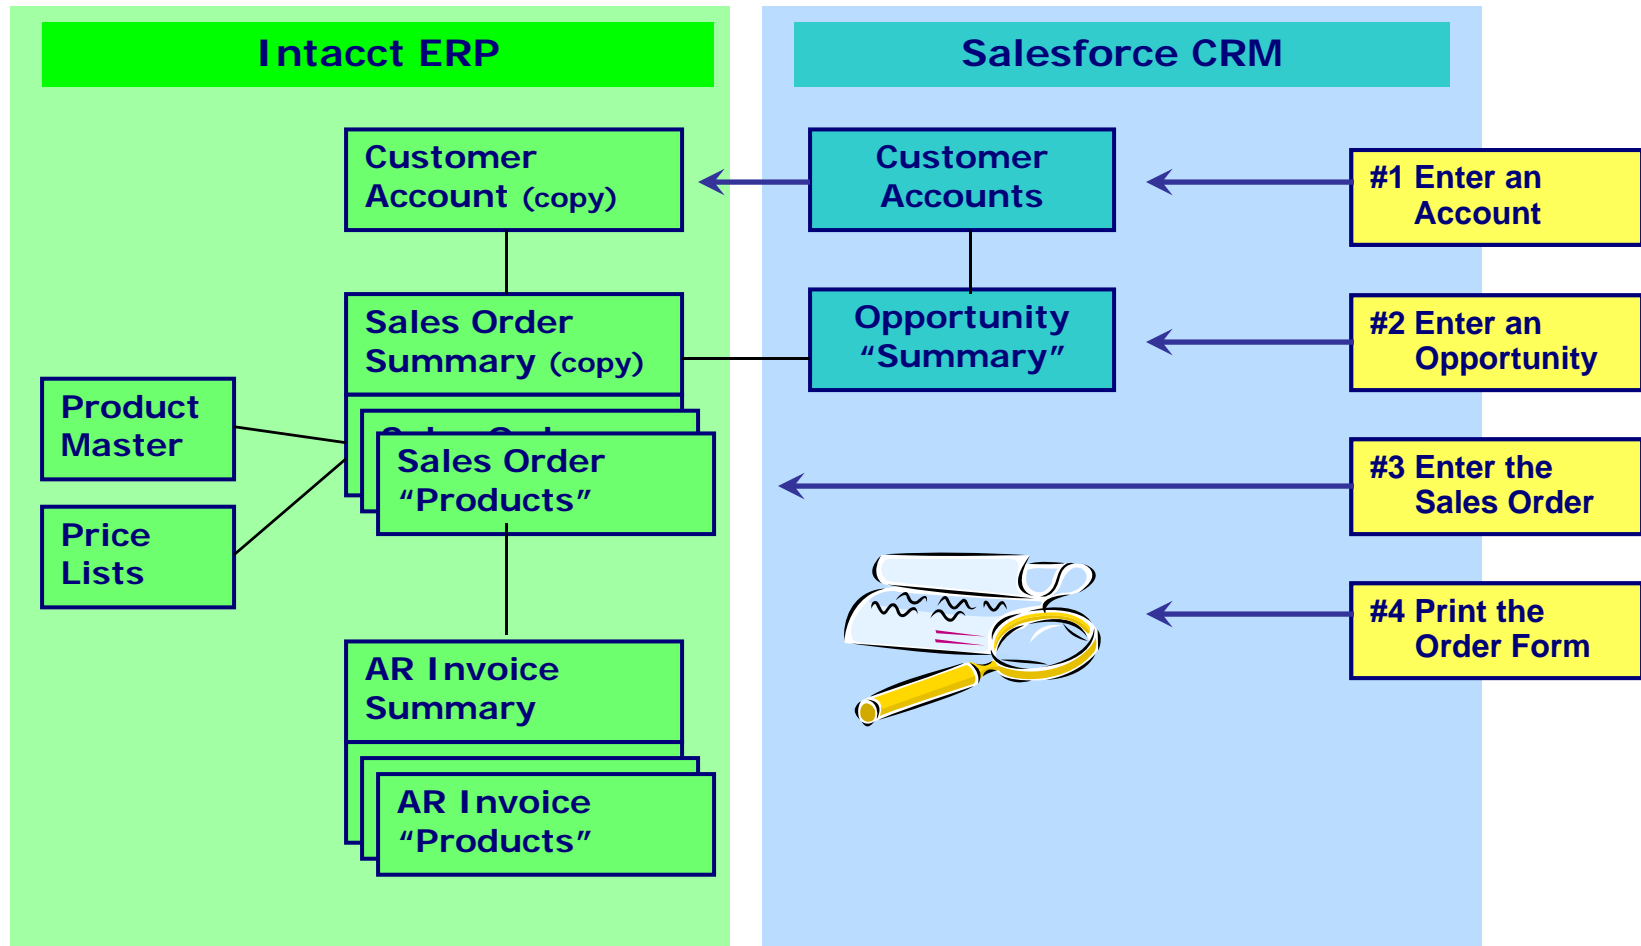 Intacct ERP
Salesforce CRM
Customer
Account (copy)
Customer
Accounts
#1 Enter an
Account
Sales Order
Summary (copy)
Opportunity
“Summary”
#2 Enter an
Opportunity
Product
Master
Sales Order
Sales Order
“Products”
#3 Enter the
Sales Order
Price
Lists
#4 Print the
Order Form
AR Invoice
Summary
AR Invoice
“Products”